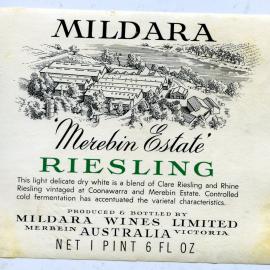 MILDARA
'Merebin Estate'
RIESLING
This light delicate dry white is a blend of Clare Riesling and Rhine
Riesling vintaged at Coonawarra and Merebin Estate. Controlled
cold fermentation has accentuated the varietal characteristics.
PRODUCED & BOTTLED BY
MILDARA WINES LIMITED
MERBEIN AUSTRALIA VICTORIA
NET 1 PINT 6 FL OZ